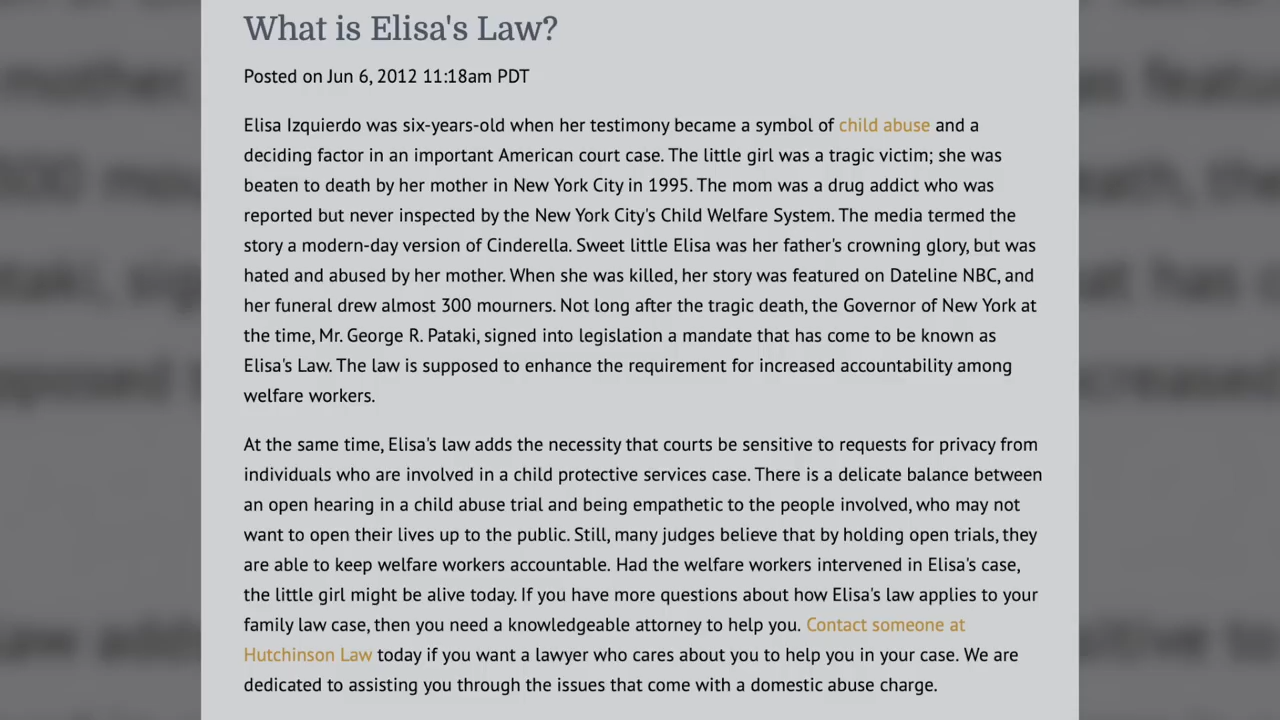 What is Elisa's Law?
Posted on Jun 6, 2012 11:18am PDT
Elisa Izquierdo was six-years-old when her testimony became a symbol of child abuse and a
deciding factor in an important American court case. The little girl was a tragic victim; she was
beaten to death by her mother in New York City in 1995. The mom was a drug addict who was
reported but never inspected by the New York City's Child Welfare System. The media termed the
story a modern-day version of Cinderella. Sweet little Elisa was her father's crowning glory, but was
hated and abused by her mother. When she was killed, her story was featured on Dateline NBC, and
her funeral drew almost 300 mourners. Not long after the tragic death, the Governor of New York at
the time, Mr. George R. Pataki, signed into legislation a mandate that has come to be known as
Elisa's Law. The law is supposed to enhance the requirement for increased accountability among
welfare workers.
At the same time, Elisa's law adds the necessity that courts be sensitive to requests for privacy from
individuals who are involved in a child protective services case. There is a delicate balance between
an open hearing in a child abuse trial and being empathetic to the people involved, who may not
want to open their lives up to the public. Still, many judges believe that by holding open trials, they
are able to keep welfare workers accountable. Had the welfare workers intervened in Elisa's case,
the little girl might be alive today. If you have more questions about how Elisa's law applies to your
family law case, then you need a knowledgeable attorney to help you. Contact someone at
Hutchinson Law today if you want a lawyer who cares about you to help you in your case. We are
dedicated to assisting you through the issues that come with a domestic abuse charge.